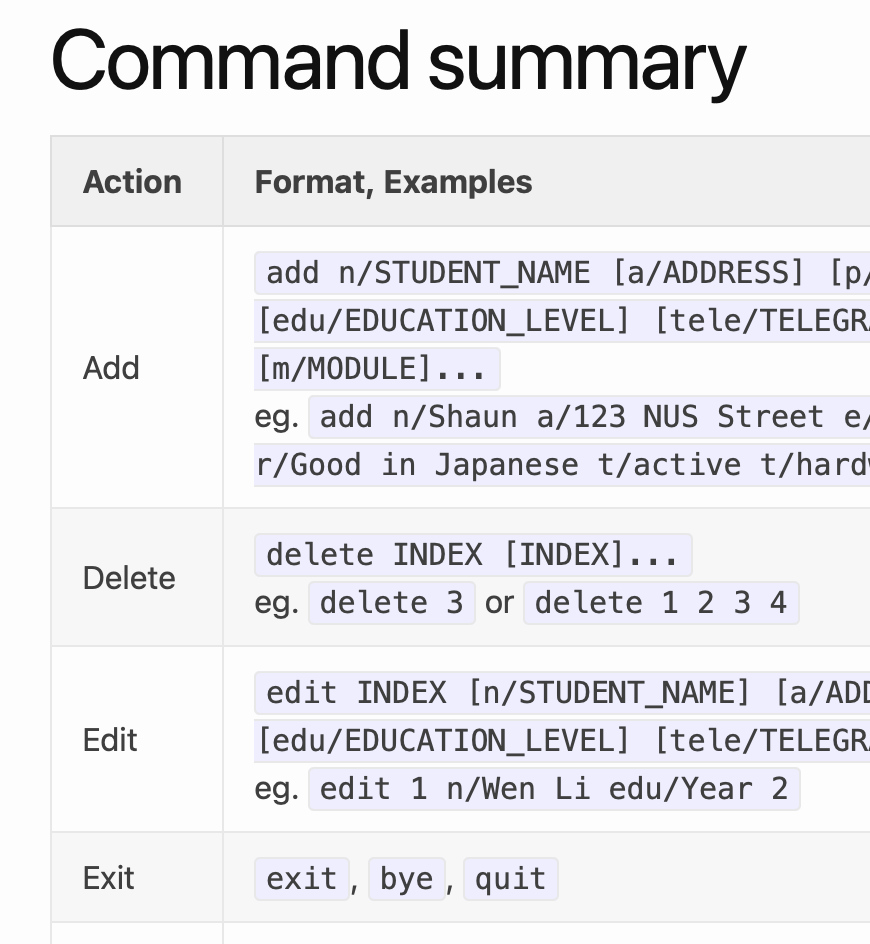 Command summary
Action Format, Examples
Add
add n/STUDENT_NAME [a/ADDRESS] [p/
[edu/EDUCATION_LEVEL] [tele/TELEGRA
[m/MODULE]...
eg. add n/Shaun a/123 NUS Street e/
r/Good in Japanese t/active t/hardw
Delete
delete INDEX [INDEX]...
eg. delete 3 or delete 1 2 3 4
Edit
edit INDEX [n/STUDENT_NAME] [a/ADD
[edu/EDUCATION_LEVEL] [tele/TELEGRA
eg. edit 1 n/Wen Li edu/Year 2
Exit exit, bye, quit